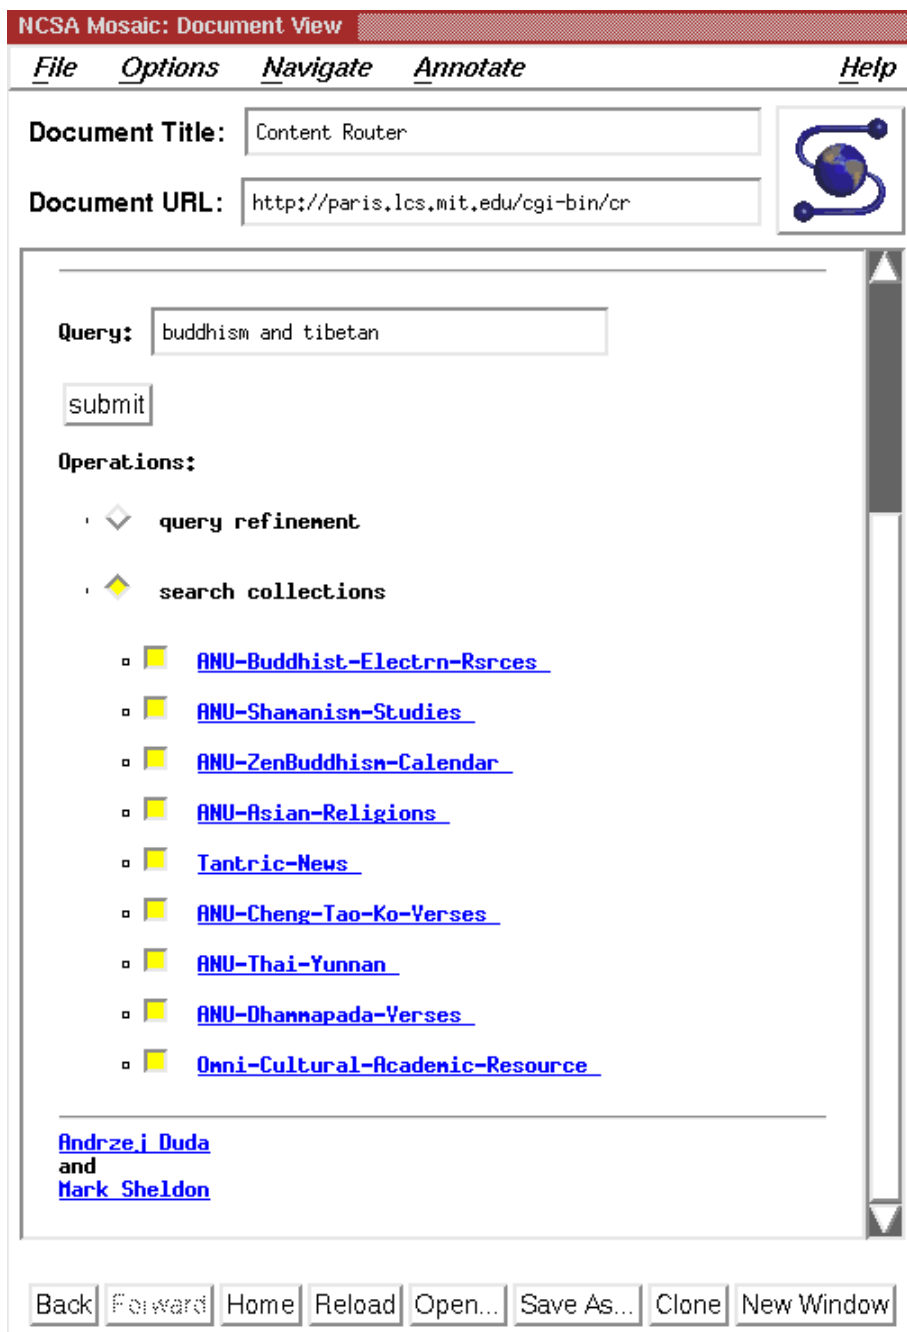 NCSA Mosaic: Document View
File Options Navigate Annotate Help
Document Title: Content Router
Document URL: http://paris.lcs.mit.edu/cgi-bin/cr
Query: buddhism and tibetan
submit
Operations:
query refinement
search collections
ANU-Buddhist-Electrn-Rsrces
ANU-Shamanism-Studies
ANU-ZenBuddhism-Calendar
ANU-Asian-Religions
Tantric-News
ANU-Cheng-Tao-Ko-Verses
ANU-Thai-Yunnan
ANU-Dhammapada-Verses
Omni-Cultural-Academic-Resource
Andrzej Duda
and
Mark Sheldon
Back Forward Home Reload Open... Save As... Clone New Window